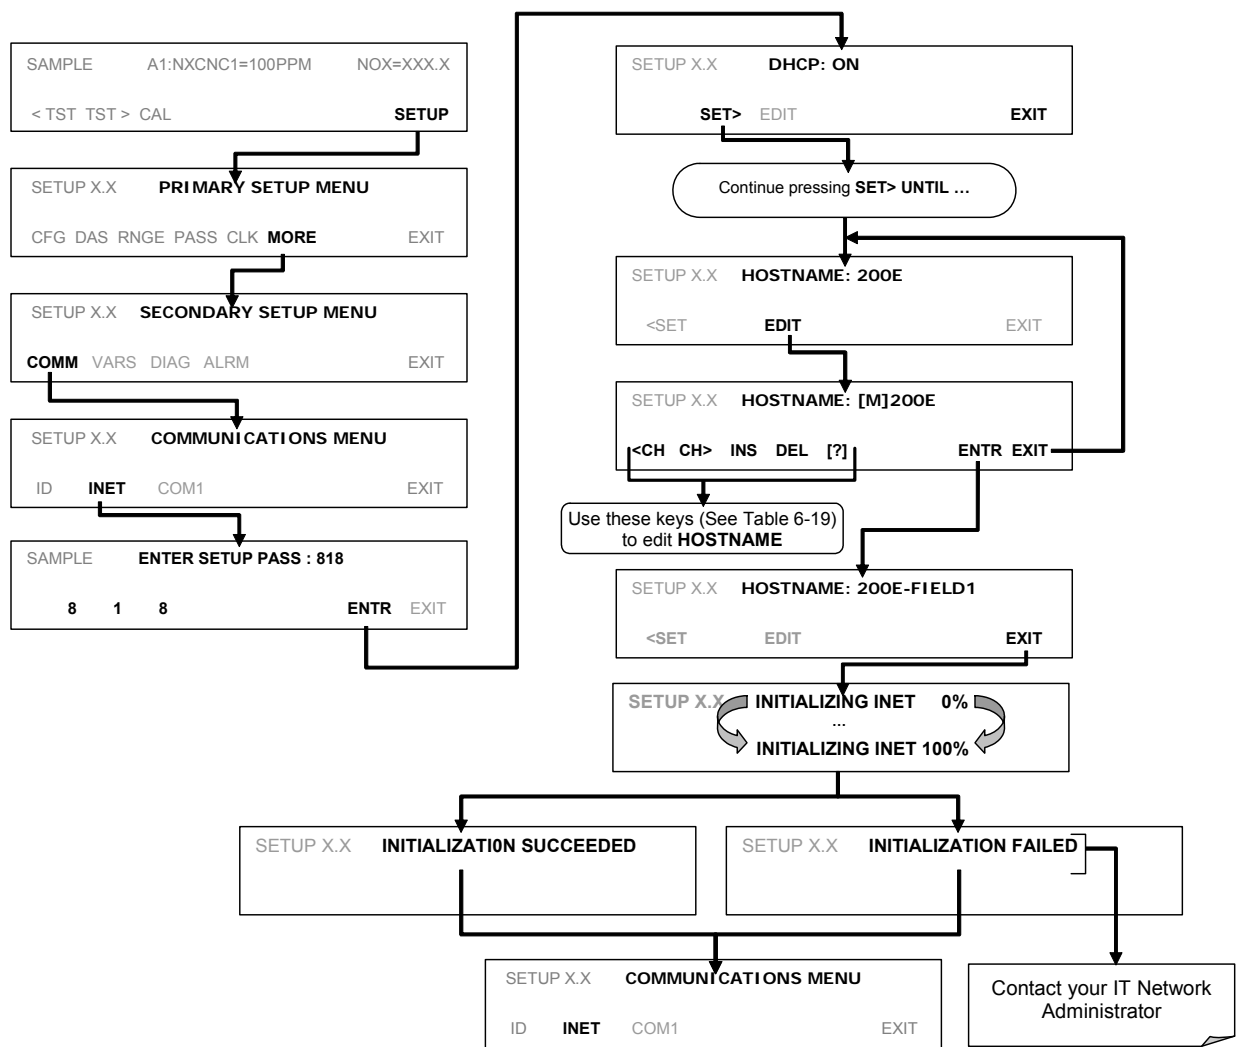 SAMPLE A1:NXCNC1=100PPM NOX=XXX.X
< TST TST > CAL SETUP
SETUP X.X PRIMARY SETUP MENU
CFG DAS RNGE PASS CLK MORE EXIT
SETUP X.X SECONDARY SETUP MENU
COMM VARS DIAG ALRM EXIT
SETUP X.X COMMUNICATIONS MENU
ID INET COM1 EXIT
SAMPLE ENTER SETUP PASS : 818
8 1 8 ENTR EXIT
SETUP X.X DHCP: ON
SET> EDIT EXIT
Continue pressing SET> UNTIL ...
SETUP X.X HOSTNAME: 200E
<SET EDIT EXIT
SETUP X.X HOSTNAME: [M]200E
<CH CH> INS DEL [?] ENTR EXIT
Use these keys (See Table 6-19)
to edit HOSTNAME
SETUP X.X HOSTNAME: 200E-FIELD1
<SET EDIT EXIT
SETUP X.X INITIALIZING INET 0%
...
INITIALIZING INET 100%
SETUP X.X INITIALIZATI0N SUCCEEDED
SETUP X.X INITIALIZATION FAILED
SETUP X.X COMMUNICATIONS MENU
ID INET COM1 EXIT
Contact your IT Network
Administrator